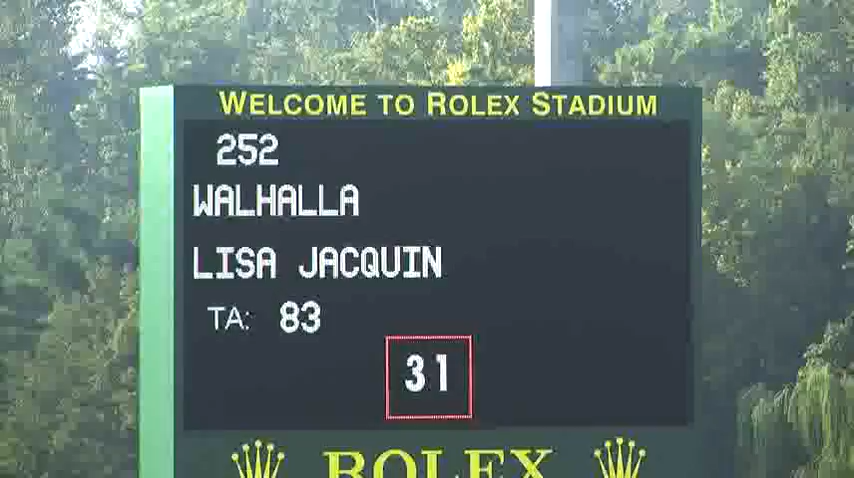 WELCOME TO ROLEX STADIUM
252
WALHALLA
LISA JACQUIN
TA: 83
31
ROLEX